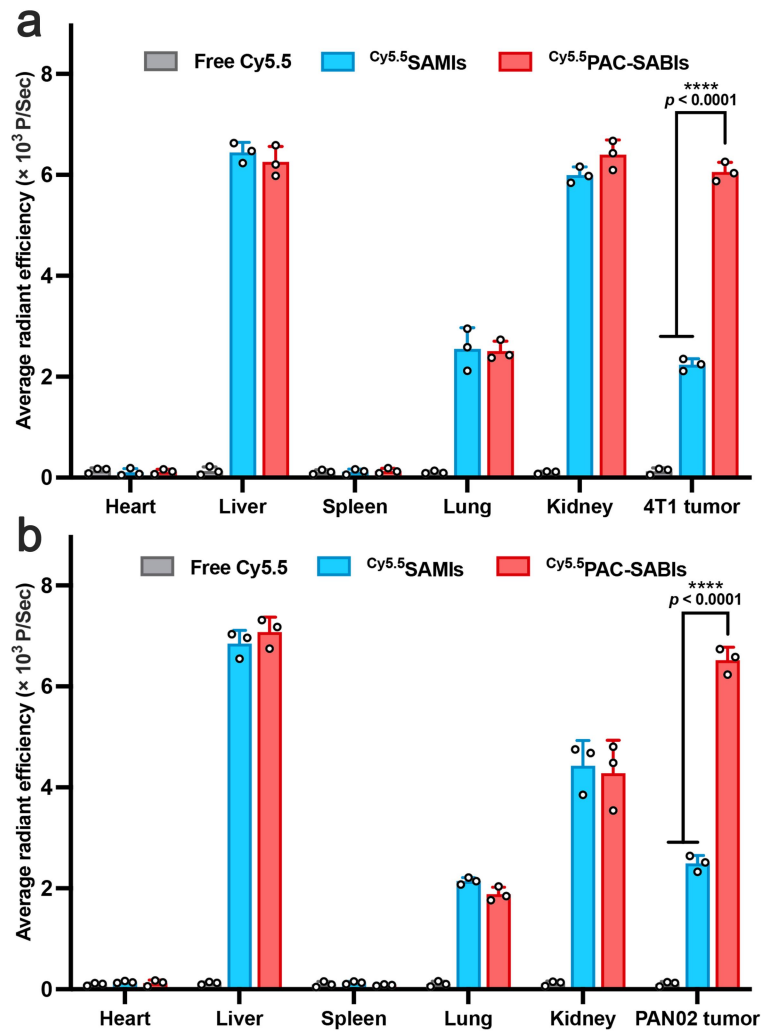 a
Average radiant efficiency (× 10³ P/Sec)
8
6
4
2
0
Free Cy5.5
Cy5.5SAMIs
Cy5.5PAC-SABIs
****
p < 0.0001
Heart
Liver
Spleen
Lung
Kidney
4T1 tumor
b
Average radiant efficiency (× 10³ P/Sec)
8
6
4
2
0
Free Cy5.5
Cy5.5SAMIs
Cy5.5PAC-SABIs
****
p < 0.0001
Heart
Liver
Spleen
Lung
Kidney
PAN02 tumor